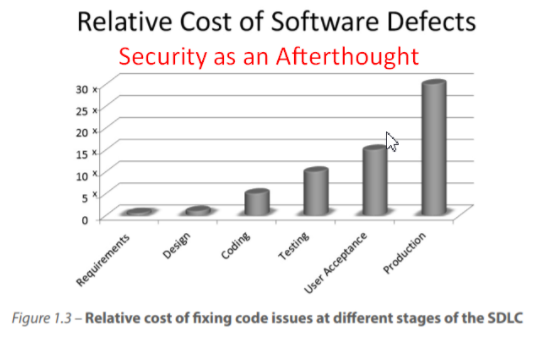 Relative Cost of Software Defects
Security as an Afterthought
30 x
25 x
20 x
15 x
10 x
5 x
0
Requirements
Design
Coding
Testing
User Acceptance
Production
Figure 1.3 – Relative cost of fixing code issues at different stages of the SDLC